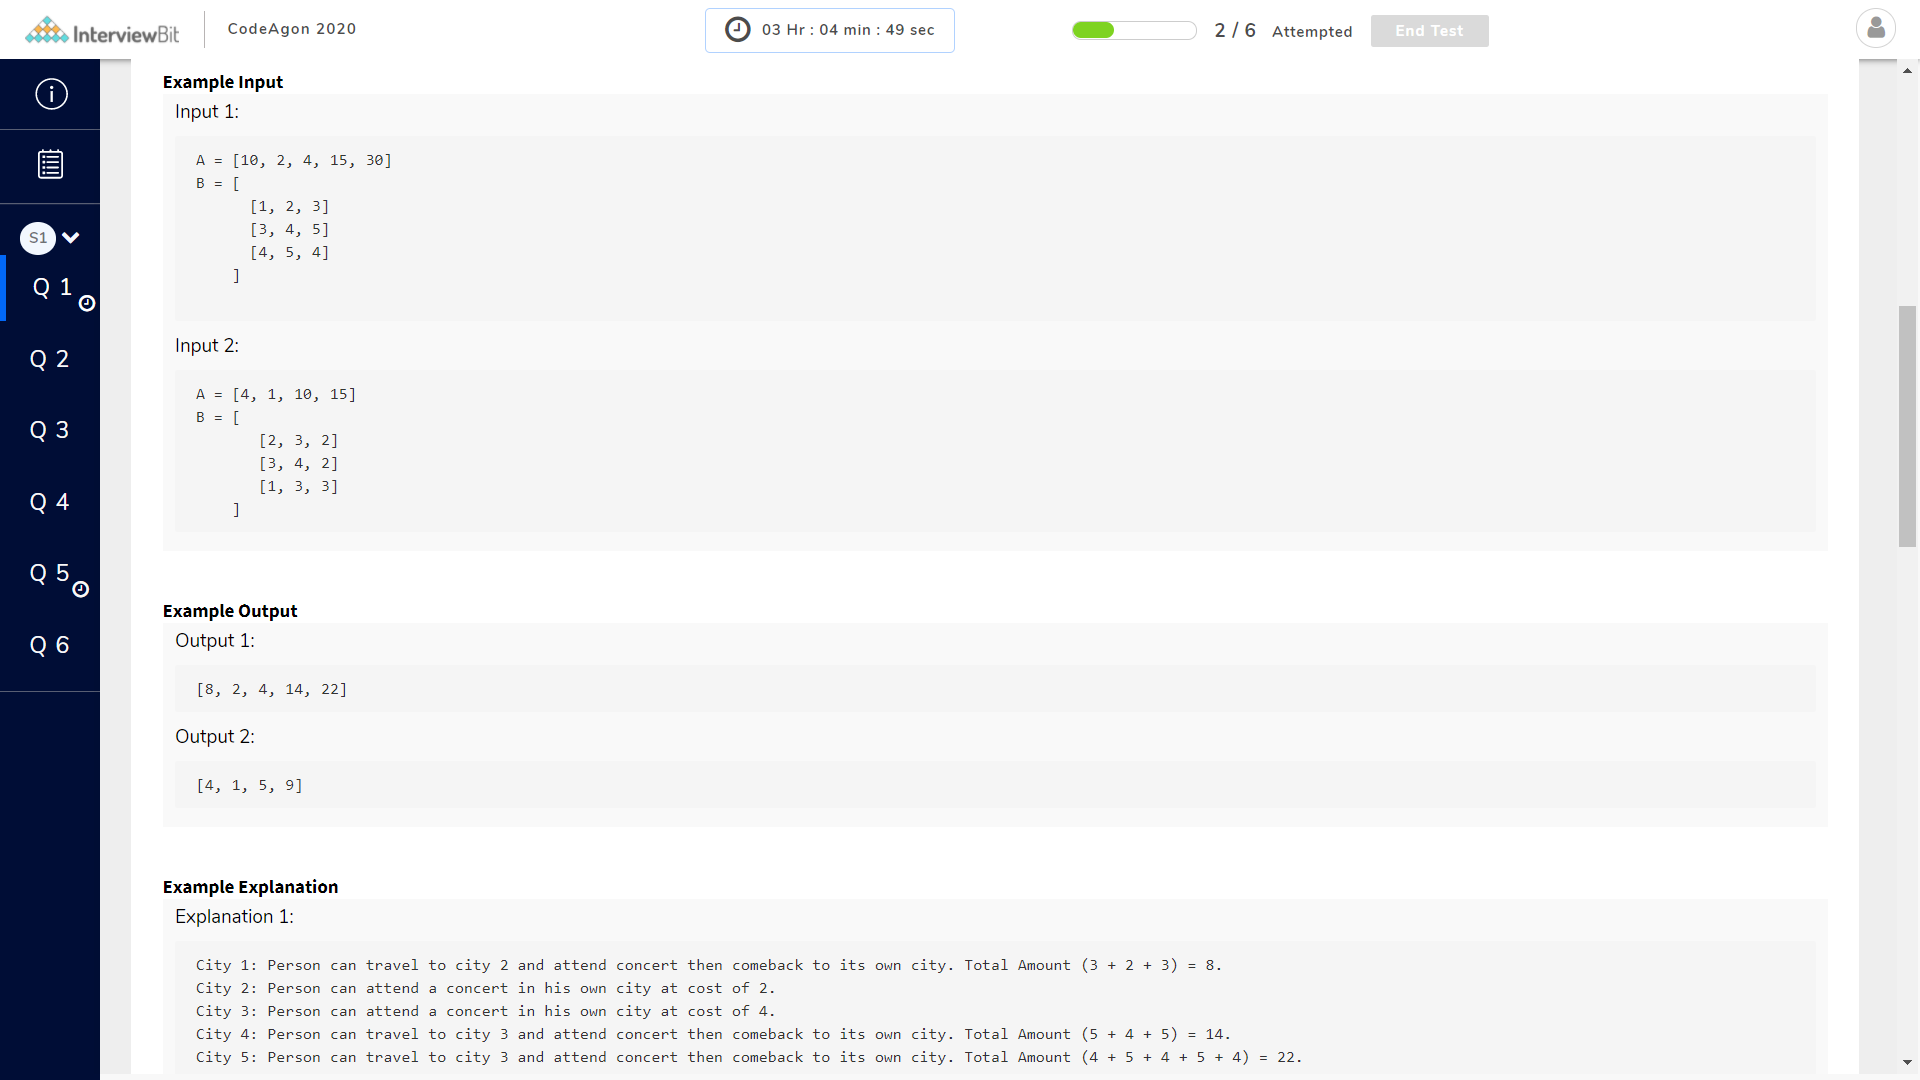 InterviewBit
CodeAgon 2020
03 Hr : 04 min : 49 sec
2 / 6 Attempted
End Test
S1
Q 1
Q 2
Q 3
Q 4
Q 5
Q 6
Example Input
Input 1:
A = [10, 2, 4, 15, 30]
B = [
[1, 2, 3]
[3, 4, 5]
[4, 5, 4]
]
Input 2:
A = [4, 1, 10, 15]
B = [
[2, 3, 2]
[3, 4, 2]
[1, 3, 3]
]
Example Output
Output 1:
[8, 2, 4, 14, 22]
Output 2:
[4, 1, 5, 9]
Example Explanation
Explanation 1:
City 1: Person can travel to city 2 and attend concert then comeback to its own city. Total Amount (3 + 2 + 3) = 8.
City 2: Person can attend a concert in his own city at cost of 2.
City 3: Person can attend a concert in his own city at cost of 4.
City 4: Person can travel to city 3 and attend concert then comeback to its own city. Total Amount (5 + 4 + 5) = 14.
City 5: Person can travel to city 3 and attend concert then comeback to its own city. Total Amount (4 + 5 + 4 + 5 + 4) = 22.